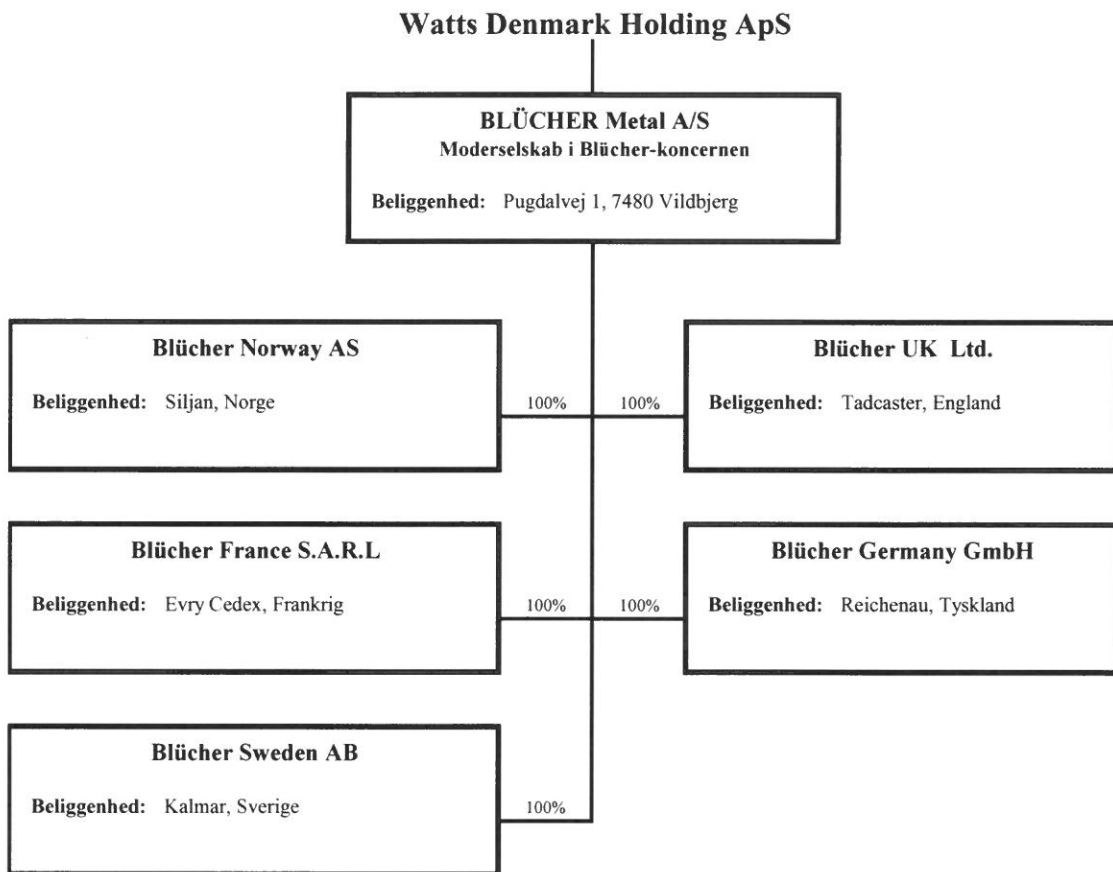 Watts Denmark Holding ApS
BLÜCHER Metal A/S
Moderselskab i Blücher-koncernen
Beliggenhed: Pugdalvej 1, 7480 Vildbjerg
Blücher Norway AS
Beliggenhed: Siljan, Norge
100%
100%
Blücher UK Ltd.
Beliggenhed: Tadcaster, England
Blücher France S.A.R.L
Beliggenhed: Evry Cedex, Frankrig
100%
100%
Blücher Germany GmbH
Beliggenhed: Reichenau, Tyskland
Blücher Sweden AB
Beliggenhed: Kalmar, Sverige
100%